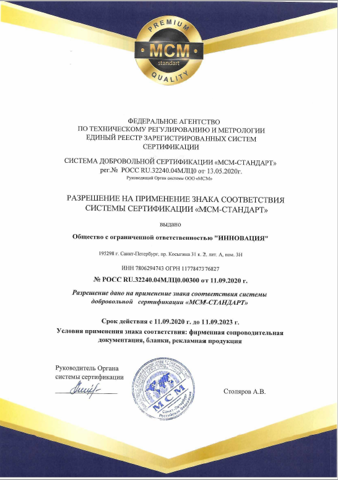 PREMIUM
МСМ
standart
QUALITY
ФЕДЕРАЛЬНОЕ АГЕНТСТВО
ПО ТЕХНИЧЕСКОМУ РЕГУЛИРОВАНИЮ И МЕТРОЛОГИИ
ЕДИНЫЙ РЕЕСТР ЗАРЕГИСТРИРОВАННЫХ СИСТЕМ
СЕРТИФИКАЦИИ
СИСТЕМА ДОБРОВОЛЬНОЙ СЕРТИФИКАЦИИ «МСМ-СТАНДАРТ»
рег.№ РОСС RU.32240.04МЛЦ0 от 13.05.2020г.
Руководящий Орган системы ООО «МСМ»
РАЗРЕШЕНИЕ НА ПРИМЕНЕНИЕ ЗНАКА СООТВЕТСТВИЯ
СИСТЕМЫ СЕРТИФИКАЦИИ «МСМ-СТАНДАРТ»
выдано
Общество с ограниченной ответственностью "ИННОВАЦИЯ"
195298 г. Санкт-Петербург, пр. Косыгина 31 к. 2, лит. А, пом. 3Н
ИНН 7806294743 ОГРН 1177847276827
№ РОСС RU.32240.04МЛЦ0.00300 от 11.09.2020 г.
Разрешение дано на применение знака соответствия системы
добровольной сертификации «МСМ-СТАНДАРТ»
Срок действия с 11.09.2020 г. до 11.09.2023 г.
Условия применения знака соответствия: фирменная сопроводительная
документация, бланки, рекламная продукция
Руководитель Органа
системы сертификации
Столяров А.В.
МСМ